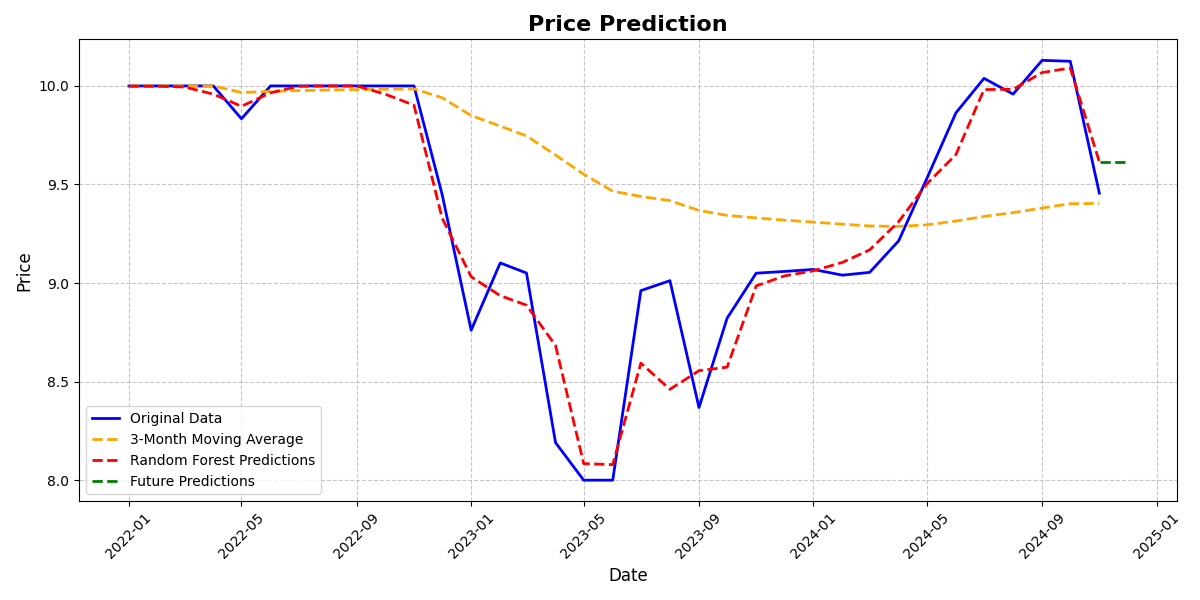 Price Prediction
Price
10.0
9.5
9.0
8.5
8.0
Original Data
3-Month Moving Average
Random Forest Predictions
Future Predictions
2022-01
2022-05
2022-09
2023-01
2023-05
2023-09
2024-01
2024-05
2024-09
2025-01
Date